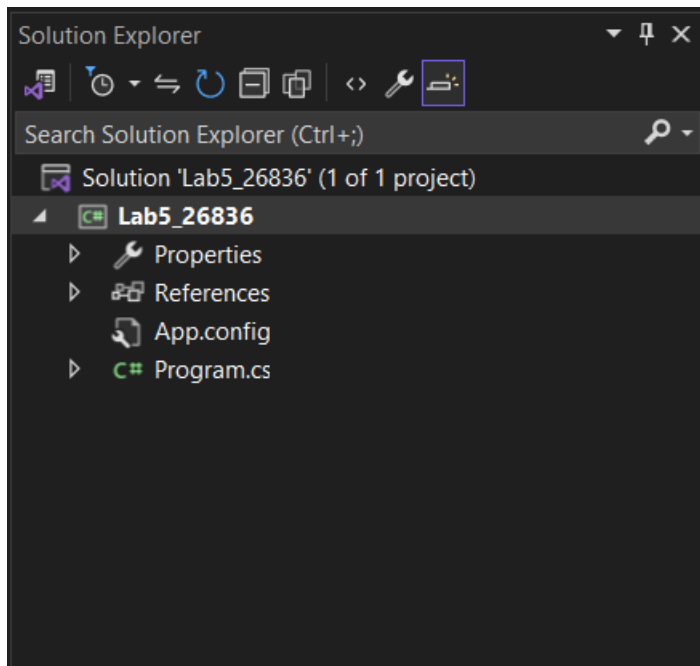 Solution Explorer
Search Solution Explorer (Ctrl+;)
Solution 'Lab5_26836' (1 of 1 project)
C# Lab5_26836
Properties
References
App.config
C# Program.cs